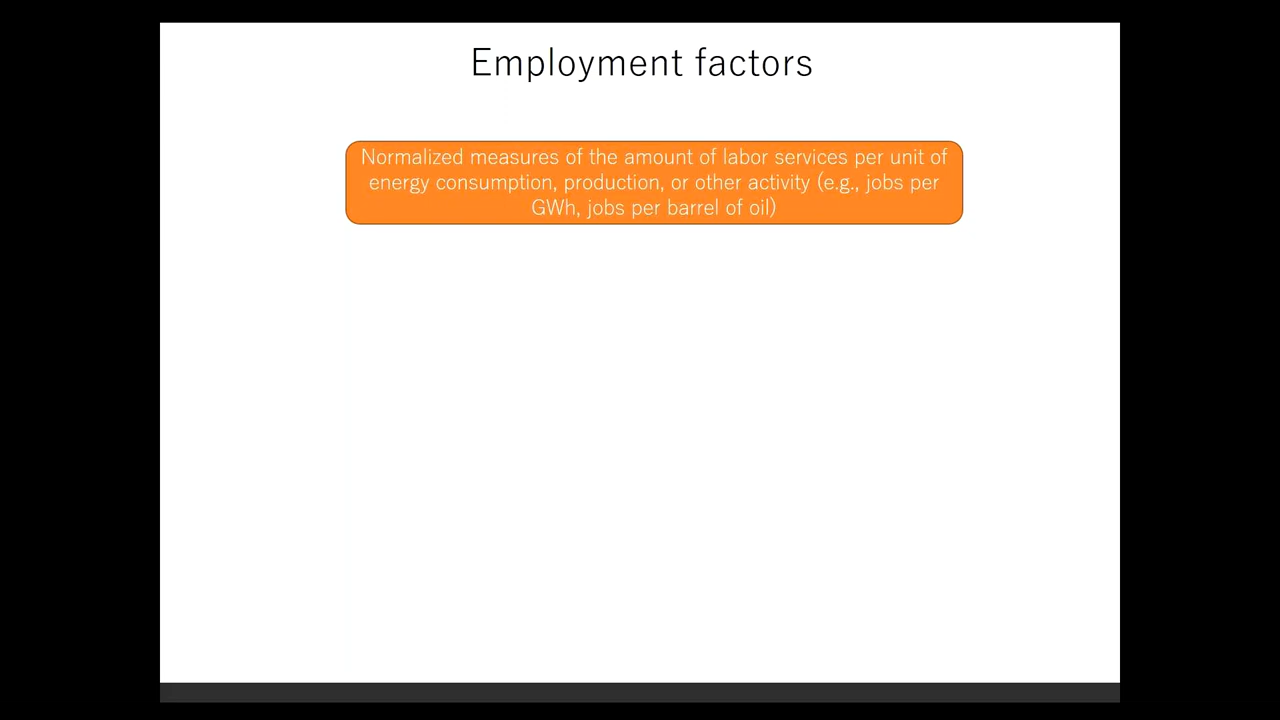 Employment factors
Normalized measures of the amount of labor services per unit of
energy consumption, production, or other activity (e.g., jobs per
GWh, jobs per barrel of oil)